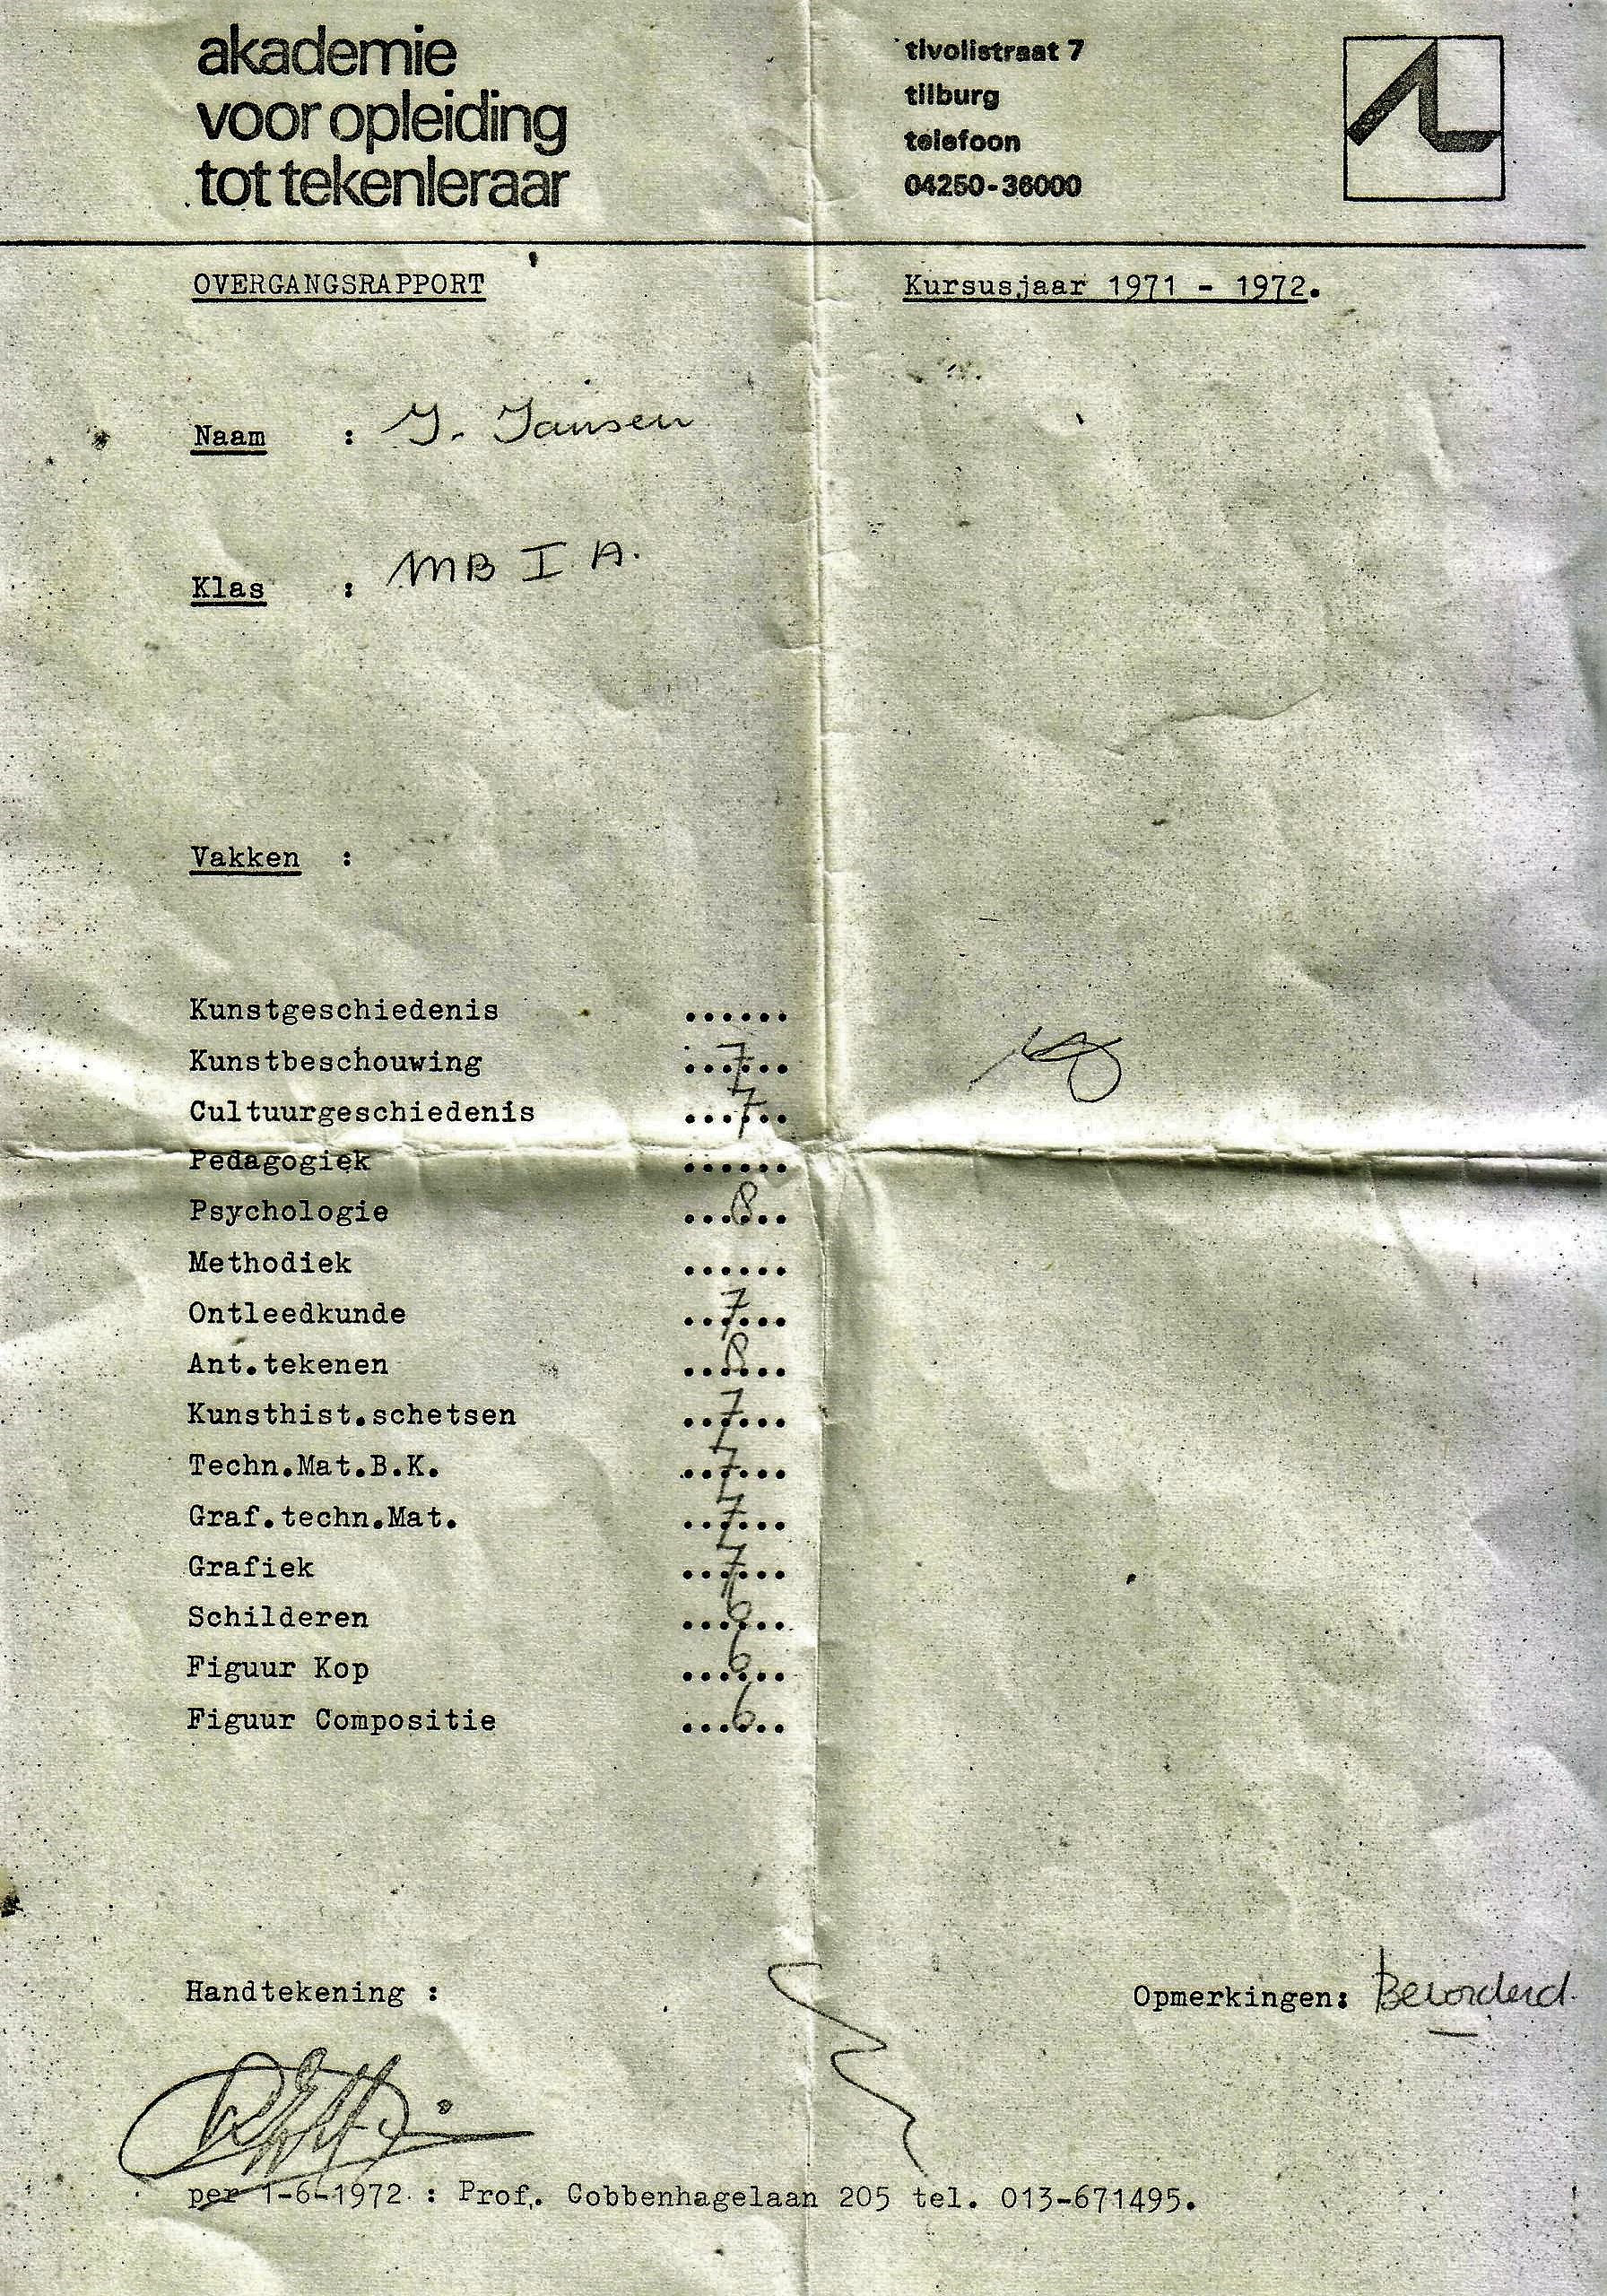 akademie
voor opleiding
tot tekenleraar
tivolistraat 7
tilburg
telefoon
04250-36000
OVERGANGSRAPPORT
Kursusjaar 1971 - 1972.
Naam : J. Jansen
Klas : MB I A.
Vakken :
Kunstgeschiedenis ......
Kunstbeschouwing ...7...
Cultuurgeschiedenis ...7...
Pedagogiek ......
Psychologie ...8...
Methodiek ......
Ontleedkunde ...7...
Ant.tekenen ...8...
Kunsthist.schetsen ...7...
Techn.Mat.B.K. ...7...
Graf.techn.Mat. ...7...
Grafiek ...7...
Schilderen ...6...
Figuur Kop ...6...
Figuur Compositie ...6...
Handtekening :
Opmerkingen: Bevorderd.
per 1-6-1972 : Prof. Cobbenhagelaan 205 tel. 013-671495.